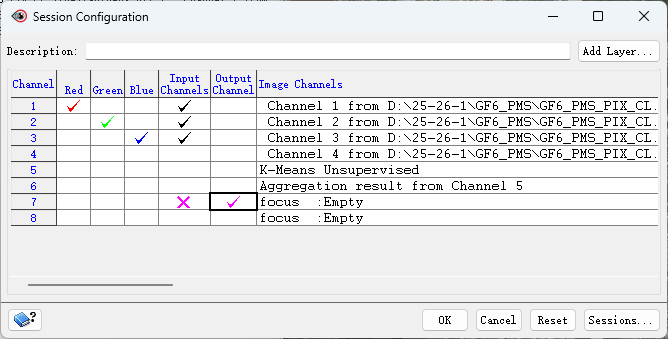 Session Configuration
Description:
Add Layer...
Channel Red Green Blue Input Channels Output Channel Image Channels
1 Channel 1 from D:\25-26-1\GF6_PMS\GF6_PMS_PIX_CL.
2 Channel 2 from D:\25-26-1\GF6_PMS\GF6_PMS_PIX_CL.
3 Channel 3 from D:\25-26-1\GF6_PMS\GF6_PMS_PIX_CL.
4 Channel 4 from D:\25-26-1\GF6_PMS\GF6_PMS_PIX_CL.
5 K-Means Unsupervised
6 Aggregation result from Channel 5
7 focus :Empty
8 focus :Empty
? OK Cancel Reset Sessions...